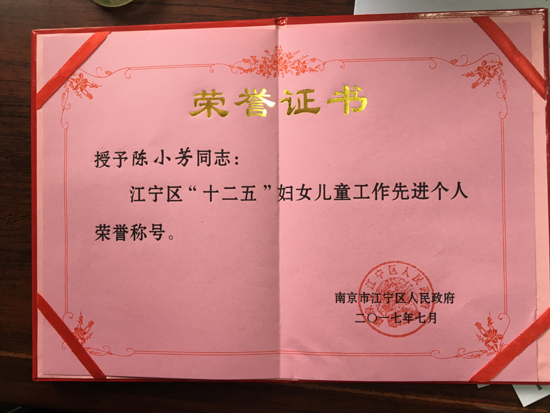 荣誉证书
授予陈小芳同志：
江宁区“十二五”妇女儿童工作先进个人
荣誉称号。
南京市江宁区人民政府
二〇一七年七月